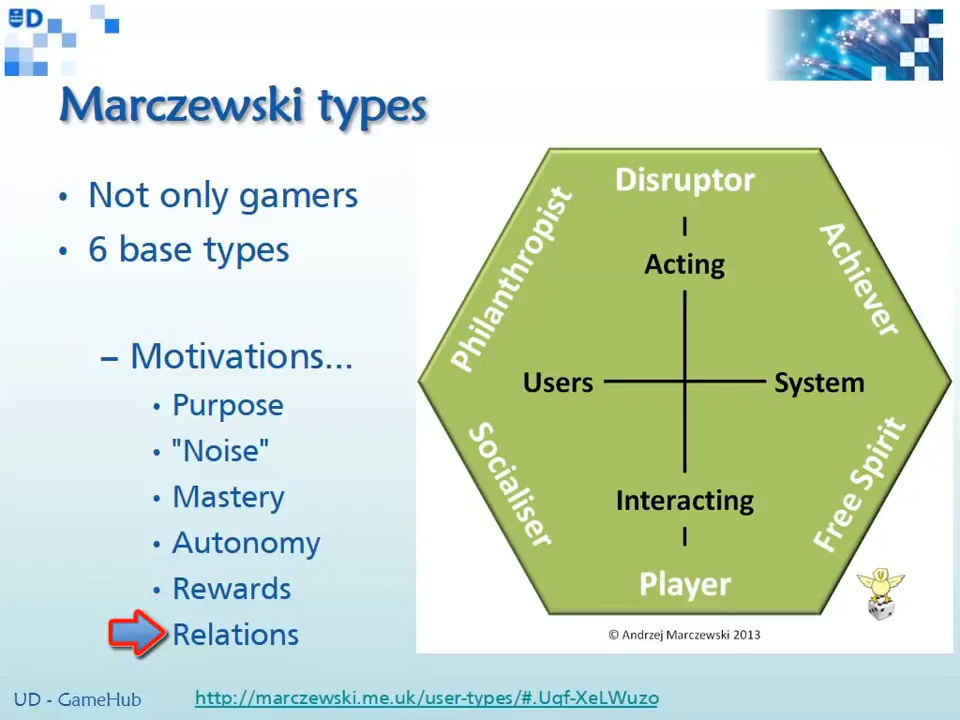 UD
Marczewski types
• Not only gamers
• 6 base types
– Motivations...
• Purpose
• "Noise"
• Mastery
• Autonomy
• Rewards
Relations
Disruptor
Philanthropist
Achiever
Acting
Users
System
Socialiser
Free Spirit
Interacting
Player
© Andrzej Marczewski 2013
UD - GameHub
http://marczewski.me.uk/user-types/#.Uqf-XeLWuzo